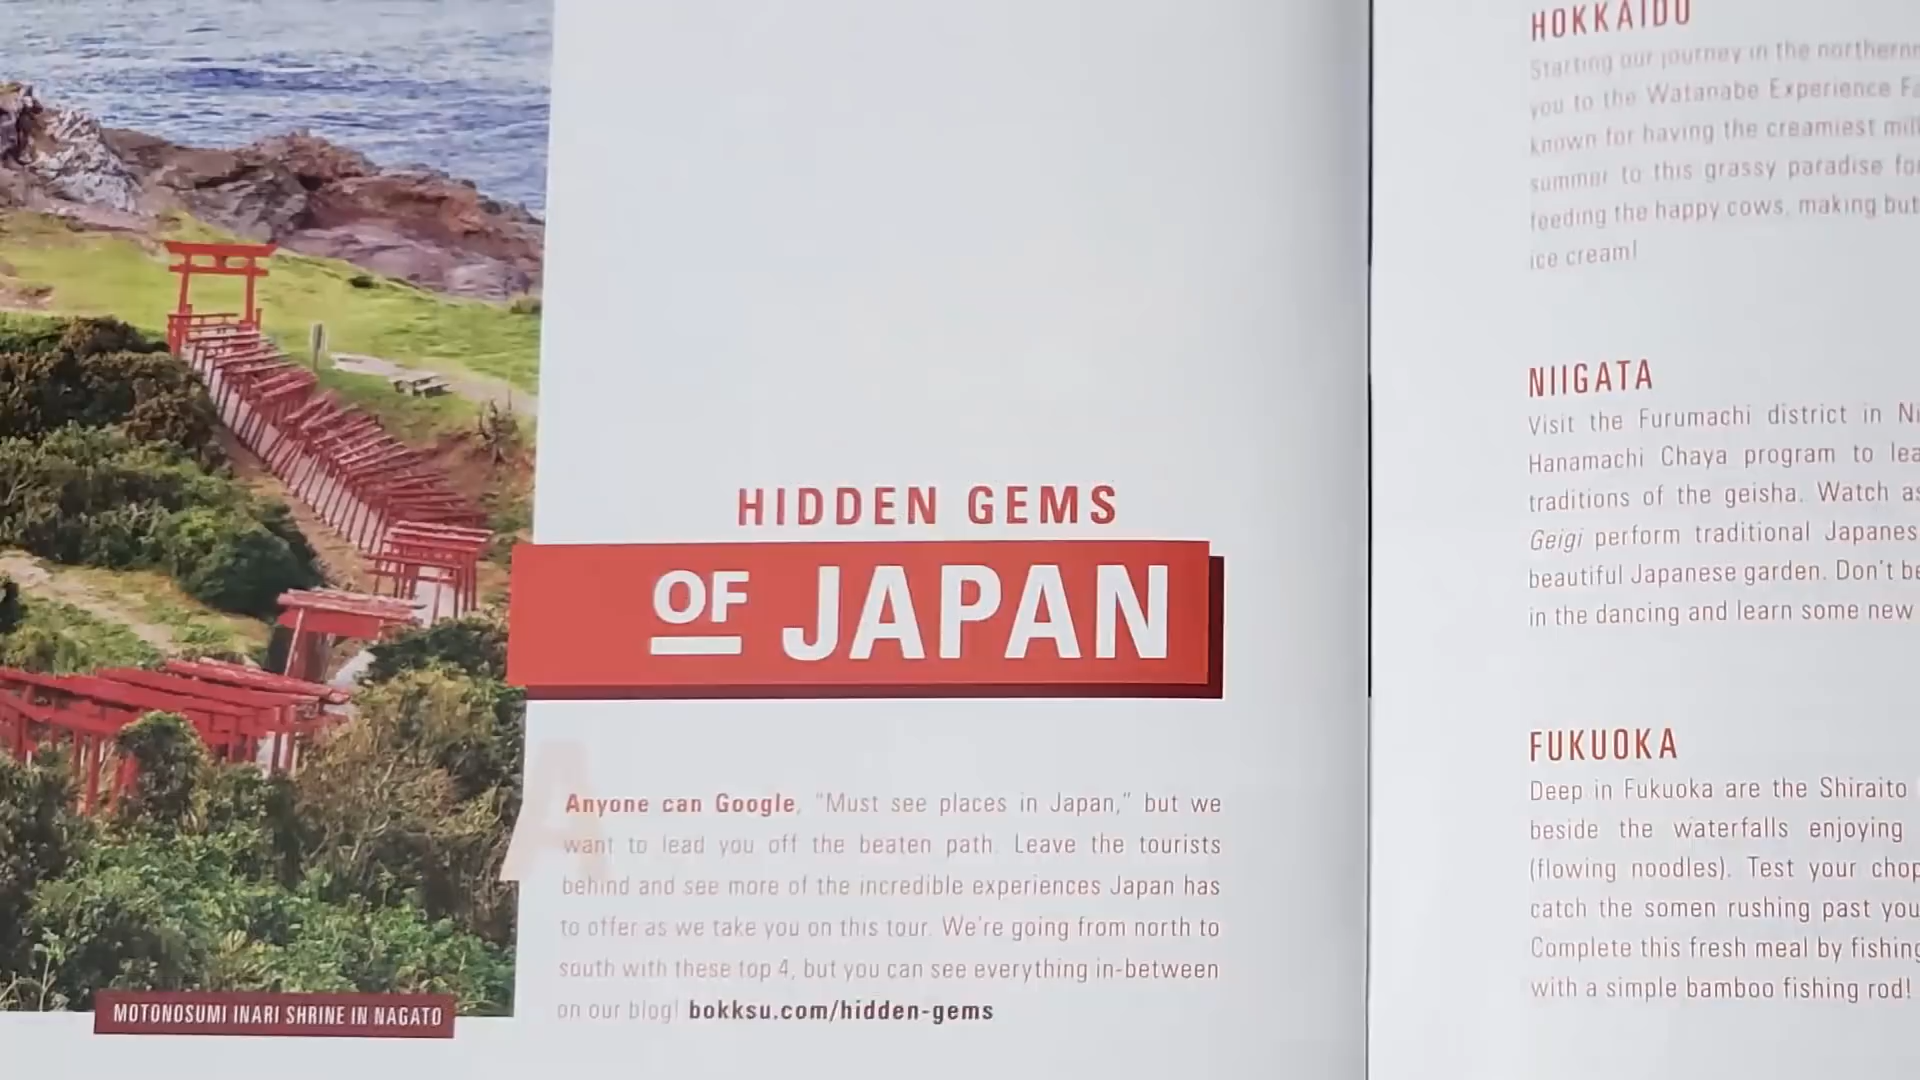 MOTONOSUMI INARI SHRINE IN NAGATO
HIDDEN GEMS
OF JAPAN
Anyone can Google, “Must see places in Japan,” but we
want to lead you off the beaten path. Leave the tourists
behind and see more of the incredible experiences Japan has
to offer as we take you on this tour. We're going from north to
south with these top 4, but you can see everything in-between
on our blog! bokksu.com/hidden-gems
HOKKAIDO
Starting our journey in the northern
you to the Watanabe Experience
known for having the creamiest
summer to this grassy paradise
feeding the happy cows, making
ice cream!
NIIGATA
Visit the Furumachi district in
Hanamachi Chaya program to
traditions of the geisha. Watch
Geigi perform traditional
beautiful Japanese garden. Don't
in the dancing and learn some new
FUKUOKA
Deep in Fukuoka are the Shiraito
beside the waterfalls enjoying
(flowing noodles). Test your
catch the somen rushing past
Complete this fresh meal by
with a simple bamboo fishing rod!